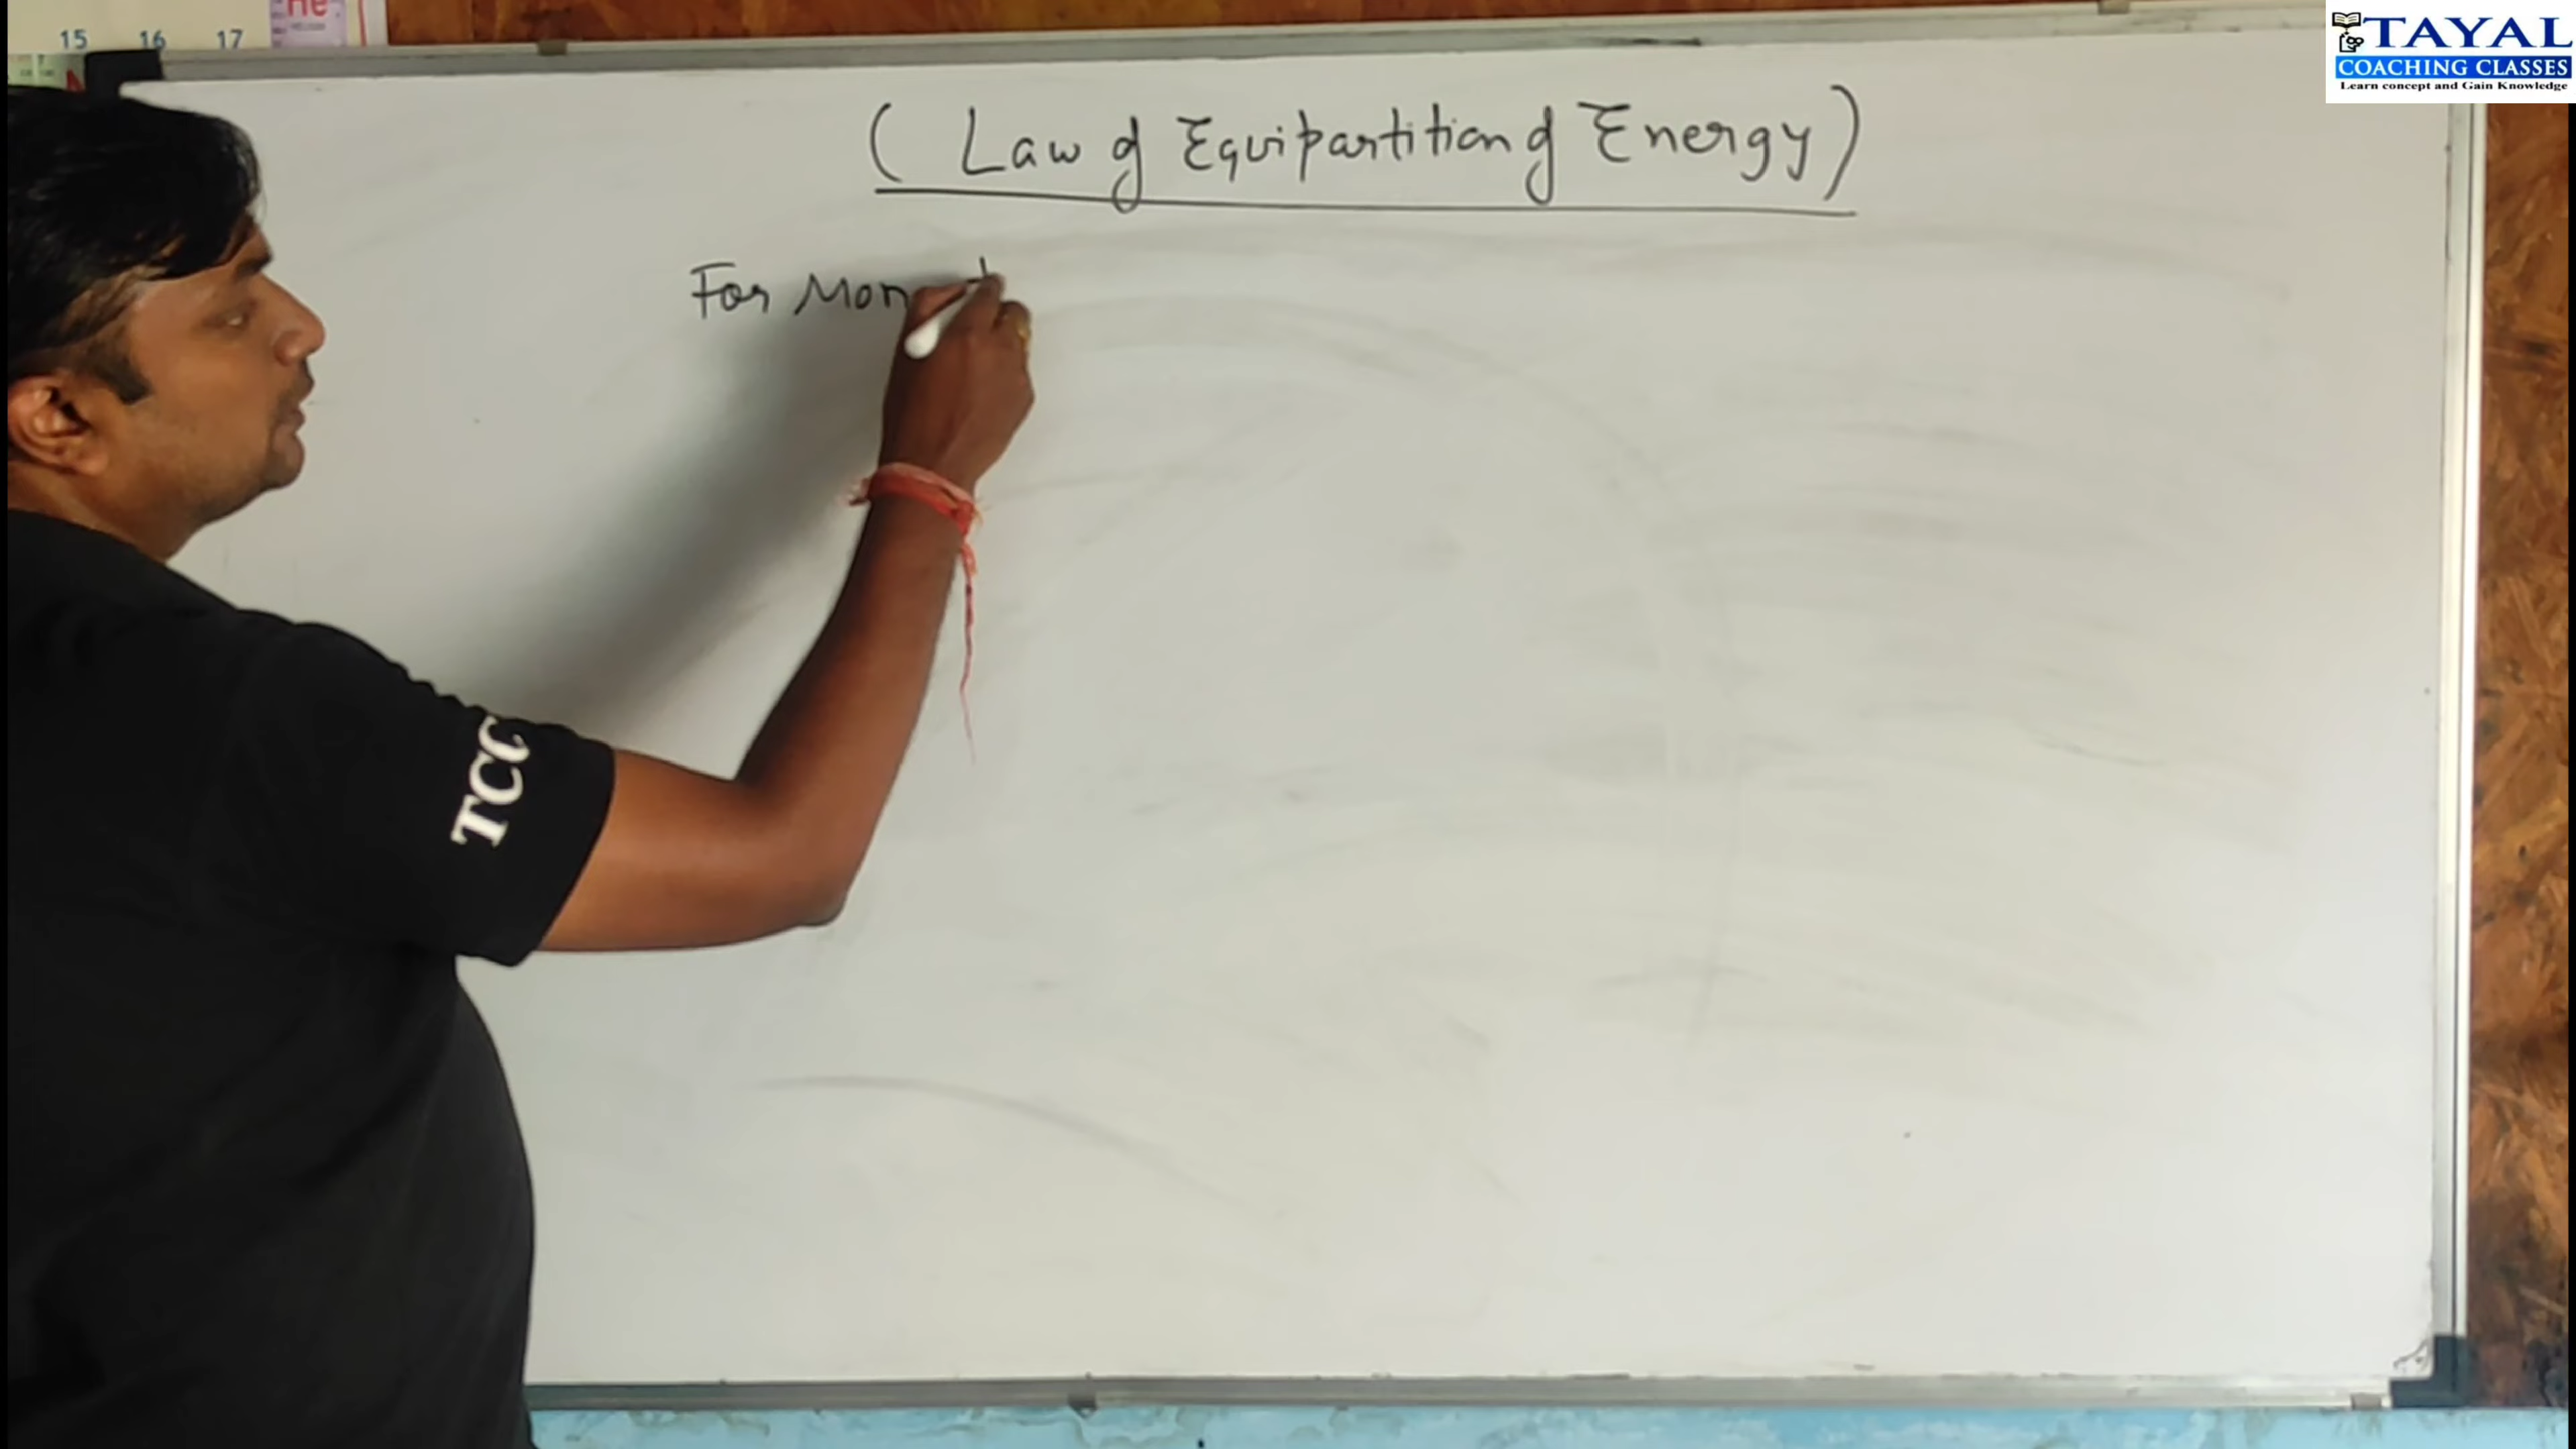 He
15 16 17
TAYAL
COACHING CLASSES
Learn concept and Gain Knowledge
( Law of Equipartition of Energy)
For Mon
TCC